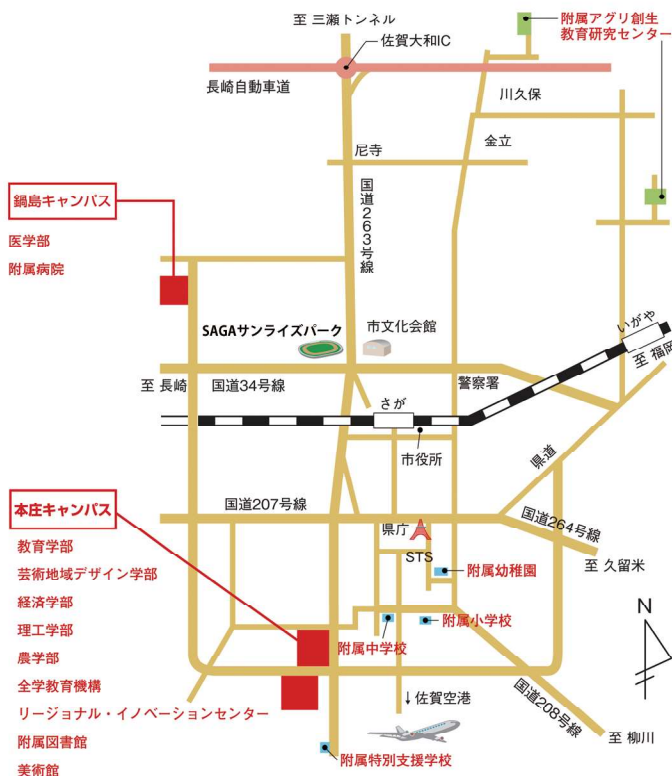 至 三瀬トンネル
佐賀大和IC
附属アグリ創生
教育研究センター
長崎自動車道
川久保
金立
尼寺
国道263号線
鍋島キャンパス
医学部
附属病院
SAGAサンライズパーク
市文化会館
いがや
至 福岡
至 長崎
国道34号線
警察署
さが
市役所
県道
国道207号線
国道264号線
本庄キャンパス
県庁
STS
至 久留米
教育学部
芸術地域デザイン学部
経済学部
理工学部
農学部
全学教育機構
リージョナル・イノベーションセンター
附属図書館
美術館
附属幼稚園
附属小学校
附属中学校
N
↓佐賀空港
国道208号線
至 柳川
附属特別支援学校